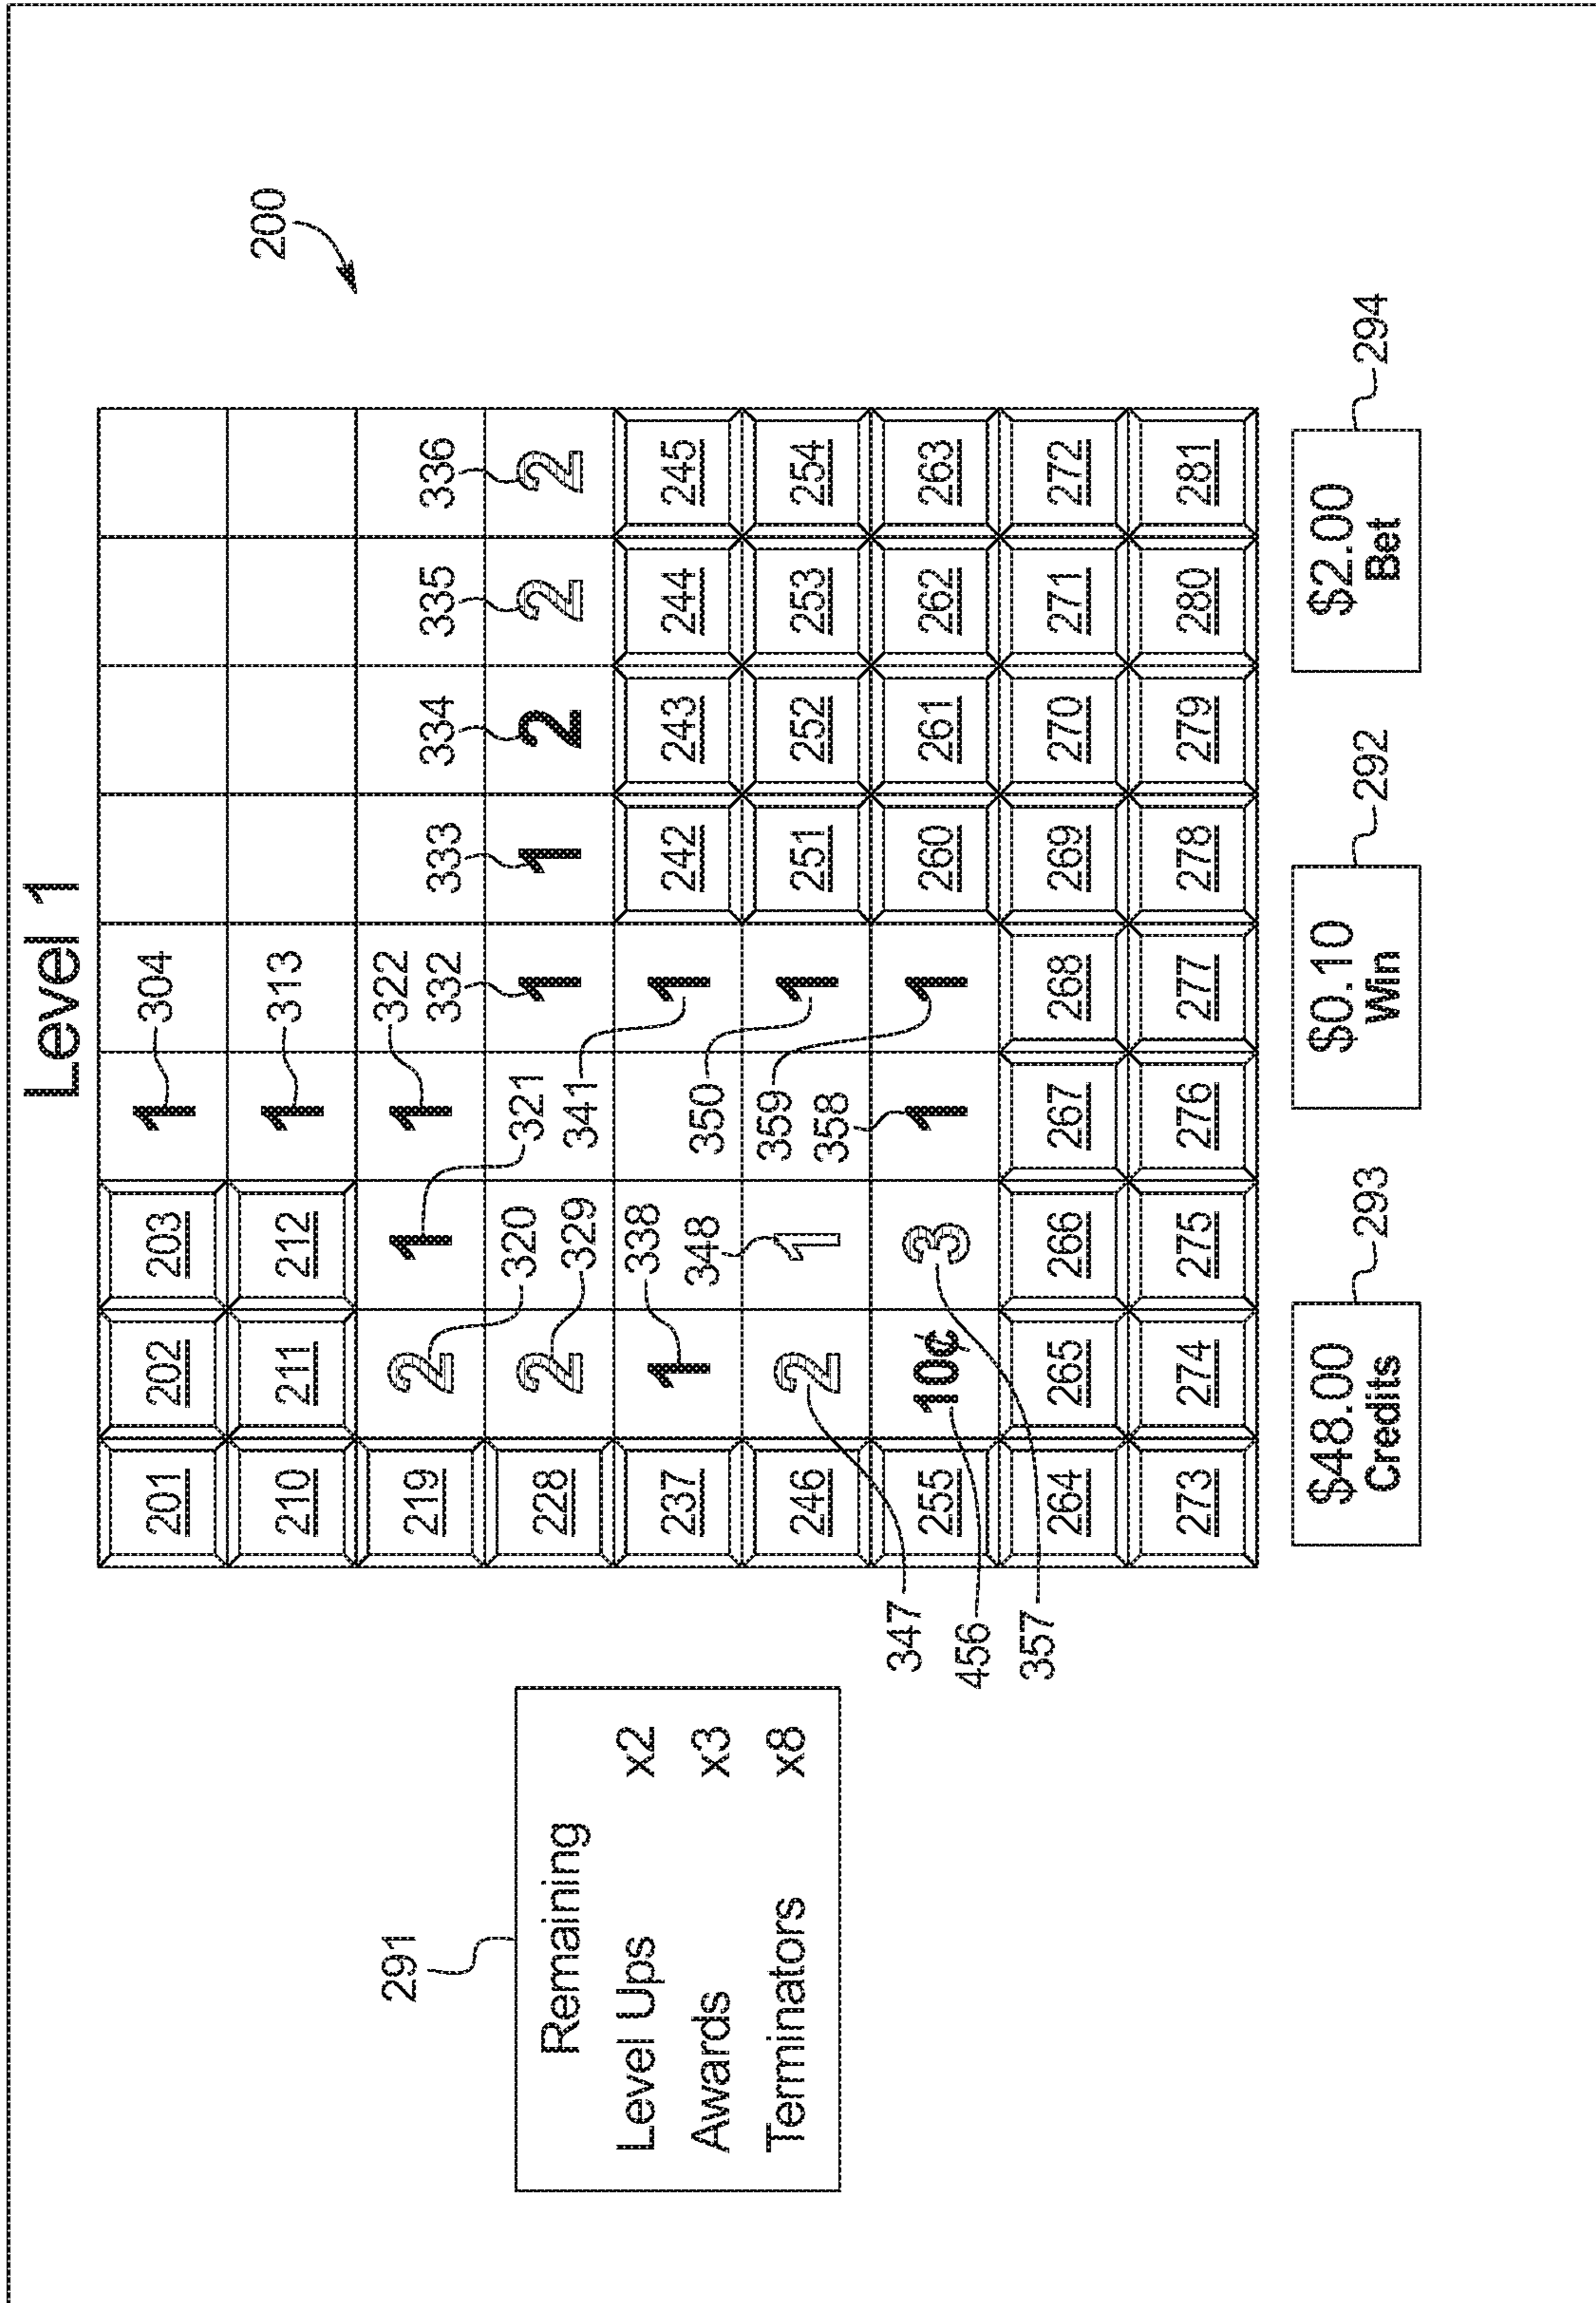 Level 1
200
201 202 203 1 304
210 211 212 1 313
219 2 1 1 322 336
320 321 332 333 334 335
228 2 329 1 1 2 2 2
237 1 338 341 1 242 243 244 245
348
246 2 1 350 1 251 252 253 254
359
358
255 10¢ 3 1 1 260 261 262 263
264 265 266 267 268 269 270 271 272
273 274 275 276 277 278 279 280 281
347
456
357
291
Remaining
Level Ups x2
Awards x3
Terminators x8
$48.00
Credits
293
$0.10
Win
292
$2.00
Bet
294